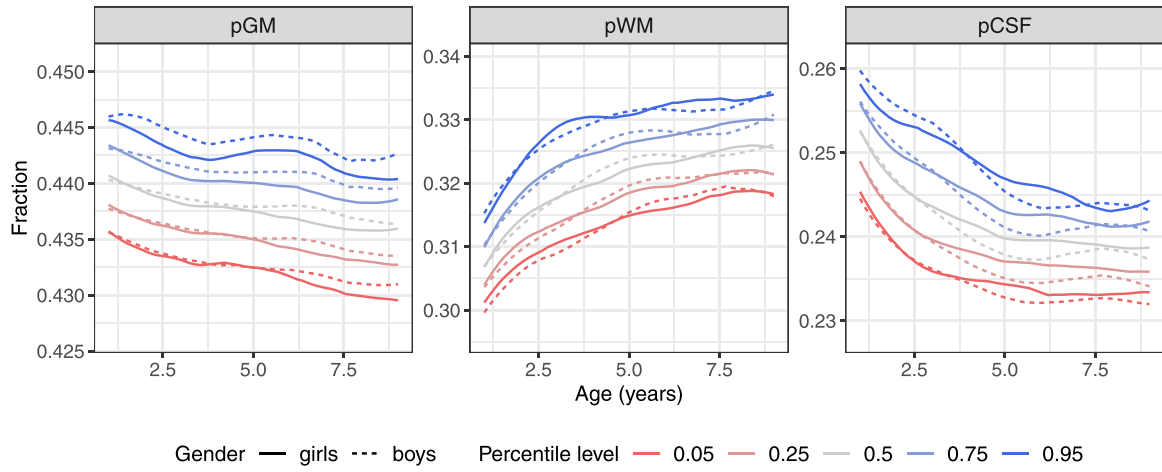 pGM pWM pCSF
0.450 0.445 0.440 0.435 0.430 0.425
0.34 0.33 0.32 0.31 0.30
0.26 0.25 0.24 0.23
Fraction
2.5 5.0 7.5 2.5 5.0 7.5 2.5 5.0 7.5
Age (years)
Gender girls boys Percentile level 0.05 0.25 0.5 0.75 0.95